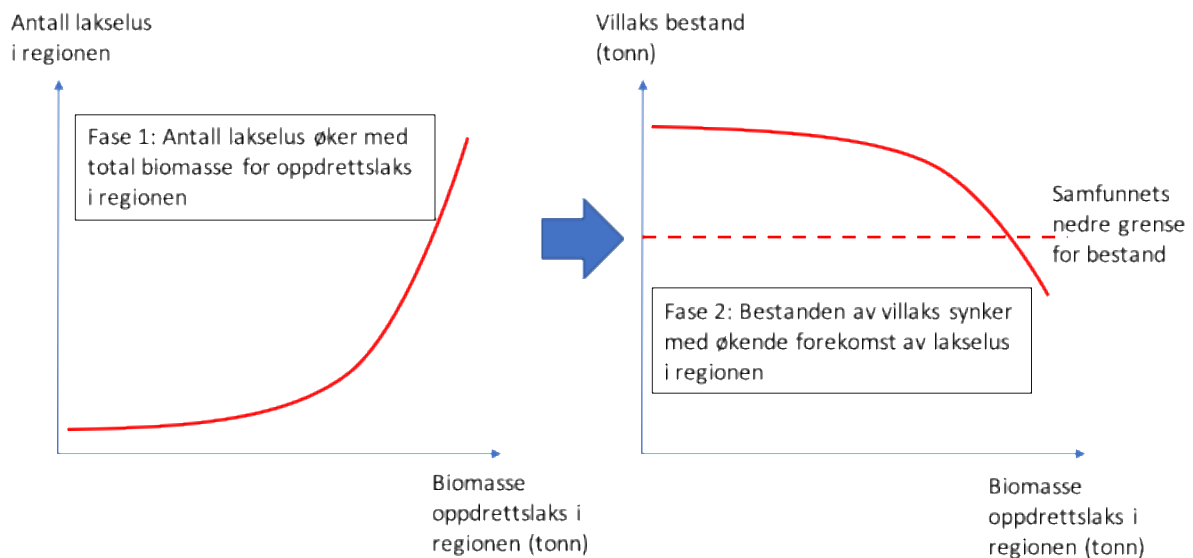 Antall lakselus
i regionen
Fase 1: Antall lakselus øker med
total biomasse for oppdrettslaks
i regionen
Biomasse
oppdrettslaks i
regionen (tonn)
Villaks bestand
(tonn)
Samfunnets
nedre grense
for bestand
Fase 2: Bestanden av villaks synker
med økende forekomst av lakselus
i regionen
Biomasse
oppdrettslaks i
regionen (tonn)